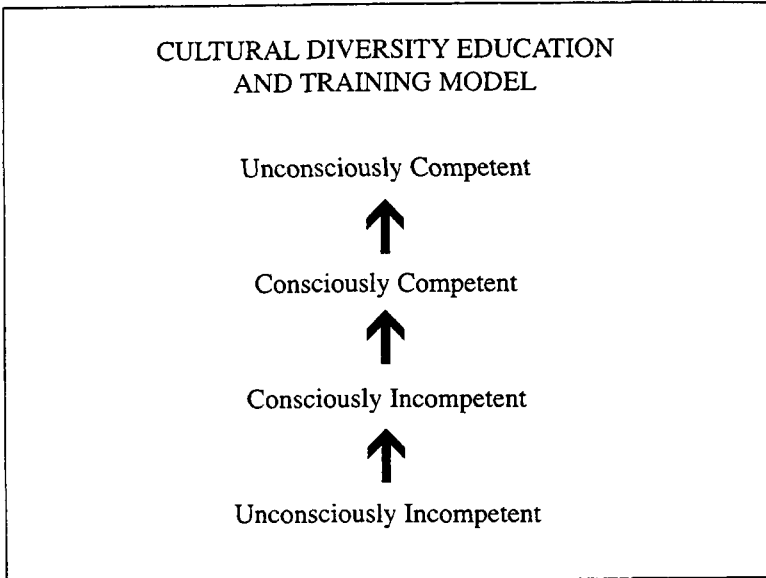 CULTURAL DIVERSITY EDUCATION
AND TRAINING MODEL
Unconsciously Competent
Consciously Competent
Consciously Incompetent
Unconsciously Incompetent